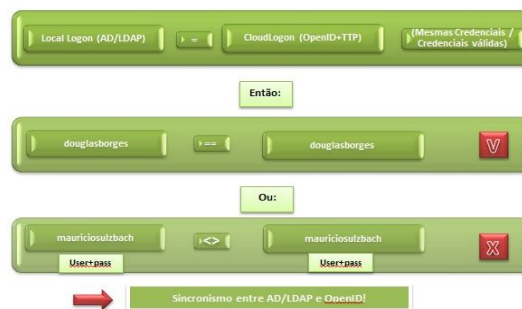 Local Logon (AD/LDAP) = CloudLogon (OpenID+TTP) (Mesmas Credenciais /
Credenciais válidas)
Então:
douglasborges == douglasborges V
Ou:
mauriciosulzbach <> mauriciosulzbach X
User+pass User+pass
Sincronismo entre AD/LDAP e OpenID!